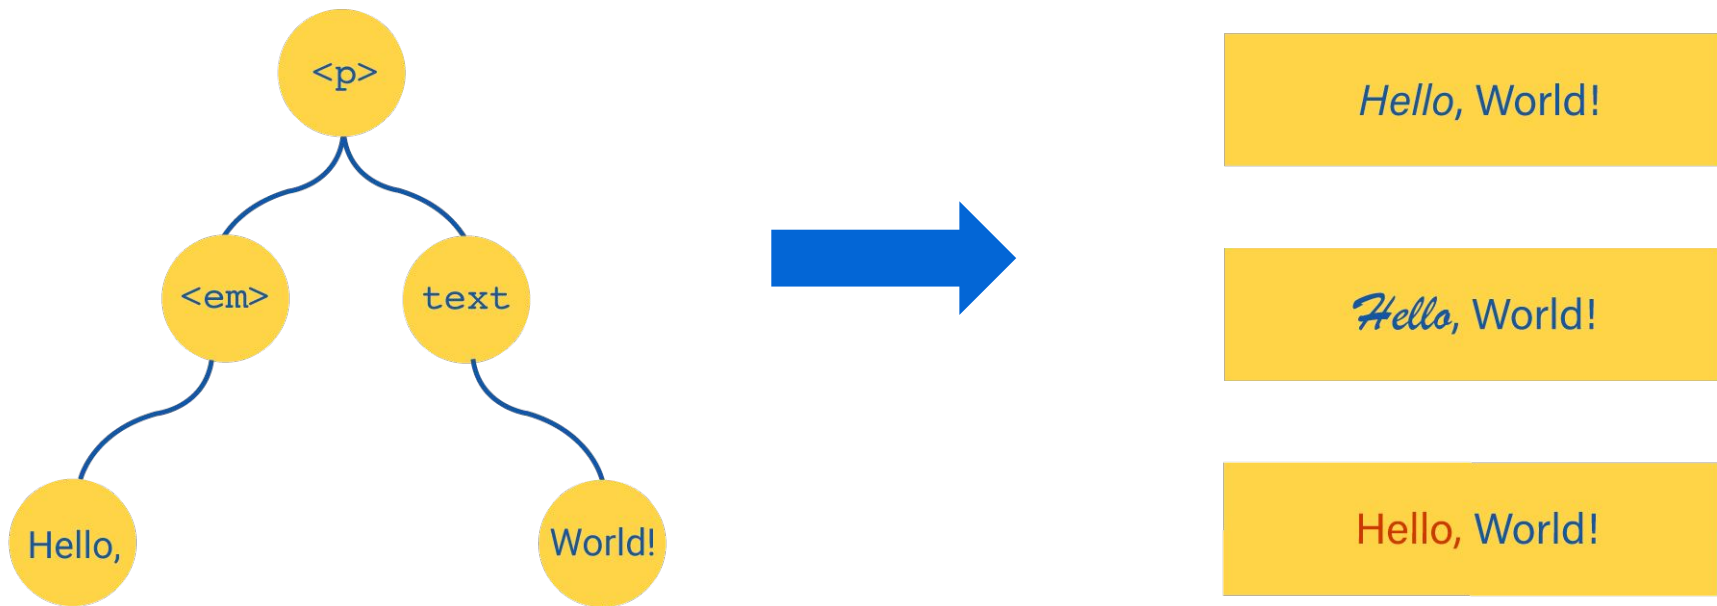 <p>
<em>
text
Hello,
World!
Hello, World!
Hello, World!
Hello, World!